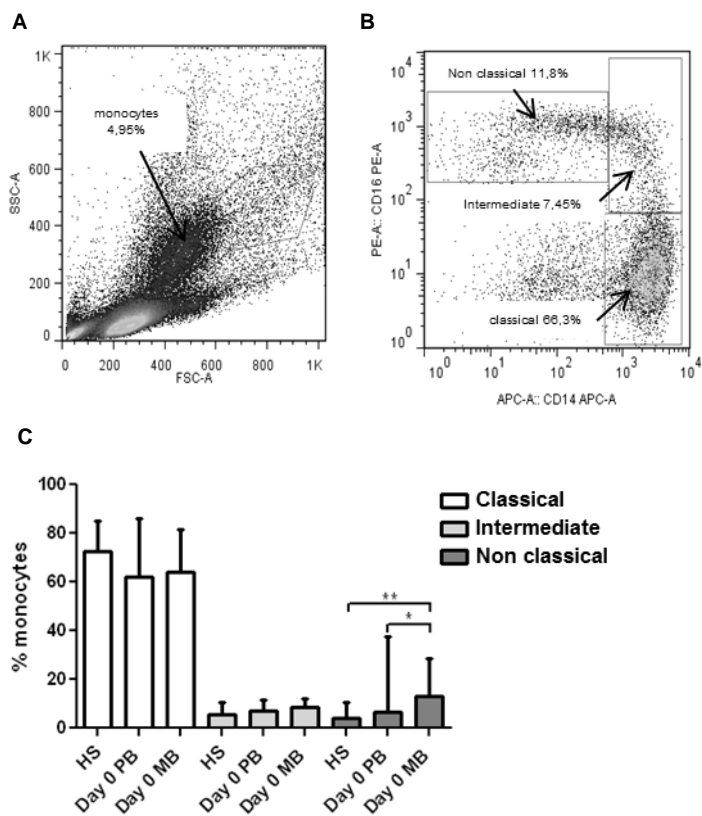 A
1K
800
600
400
200
0
SSC-A
monocytes
4,95%
0 200 400 600 800 1K
FSC-A
B
10^4
10^3
10^2
10^1
10^0
PE-A:: CD16 PE-A
Non classical 11,8%
Intermediate 7,45%
classical 66,3%
10^0 10^1 10^2 10^3 10^4
APC-A:: CD14 APC-A
C
100
80
60
40
20
0
% monocytes
Classical
Intermediate
Non classical
**
*
HS Day 0 PB Day 0 MB HS Day 0 PB Day 0 MB HS Day 0 PB Day 0 MB